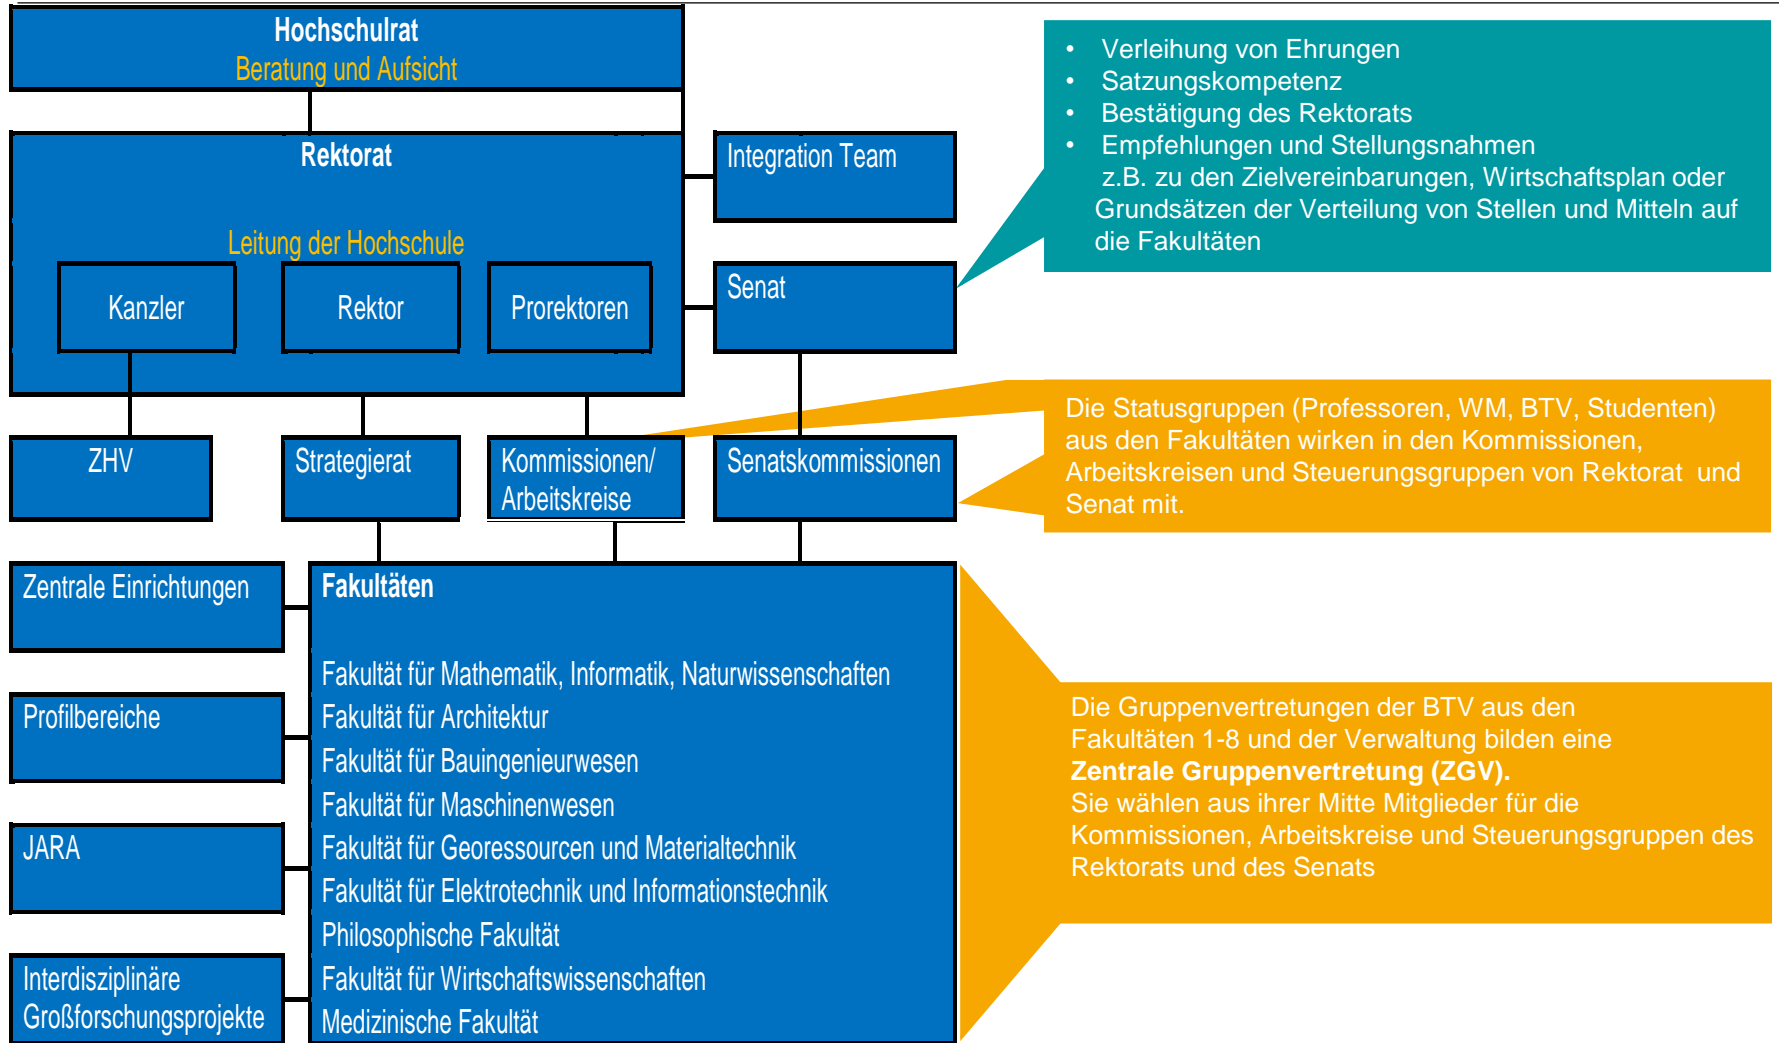 Hochschulrat
Beratung und Aufsicht
Rektorat
Leitung der Hochschule
Kanzler
Rektor
Prorektoren
Integration Team
Senat
• Verleihung von Ehrungen
• Satzungskompetenz
• Bestätigung des Rektorats
• Empfehlungen und Stellungsnahmen
z.B. zu den Zielvereinbarungen, Wirtschaftsplan oder
Grundsätzen der Verteilung von Stellen und Mitteln auf
die Fakultäten
ZHV
Strategierat
Kommissionen/
Arbeitskreise
Senatskommissionen
Die Statusgruppen (Professoren, WM, BTV, Studenten)
aus den Fakultäten wirken in den Kommissionen,
Arbeitskreisen und Steuerungsgruppen von Rektorat und
Senat mit.
Zentrale Einrichtungen
Profilbereiche
JARA
Interdisziplinäre
Großforschungsprojekte
Fakultäten
Fakultät für Mathematik, Informatik, Naturwissenschaften
Fakultät für Architektur
Fakultät für Bauingenieurwesen
Fakultät für Maschinenwesen
Fakultät für Georessourcen und Materialtechnik
Fakultät für Elektrotechnik und Informationstechnik
Philosophische Fakultät
Fakultät für Wirtschaftswissenschaften
Medizinische Fakultät
Die Gruppenvertretungen der BTV aus den
Fakultäten 1-8 und der Verwaltung bilden eine
Zentrale Gruppenvertretung (ZGV).
Sie wählen aus ihrer Mitte Mitglieder für die
Kommissionen, Arbeitskreise und Steuerungsgruppen des
Rektorats und des Senats